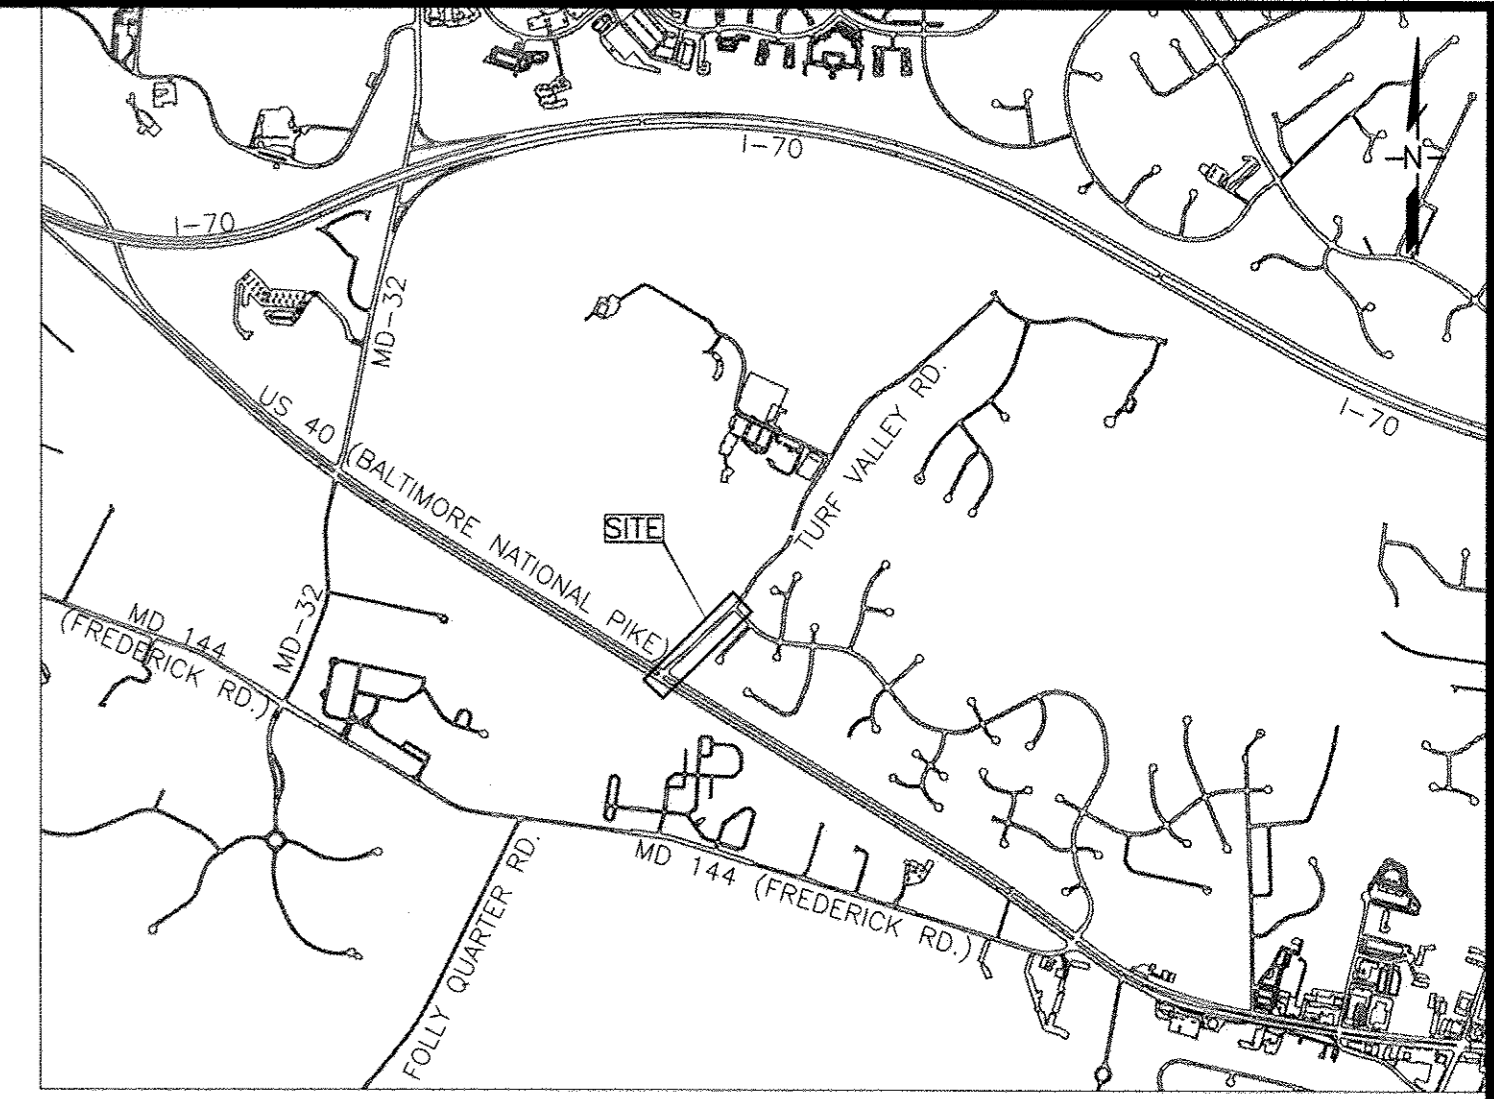 I-70
N
I-70
MD-32
US 40 (BALTIMORE NATIONAL PIKE)
TURF VALLEY RD.
I-70
SITE
MD-32
MD 144
(FREDERICK RD.)
MD 144 (FREDERICK RD.)
FOLLY QUARTER RD.